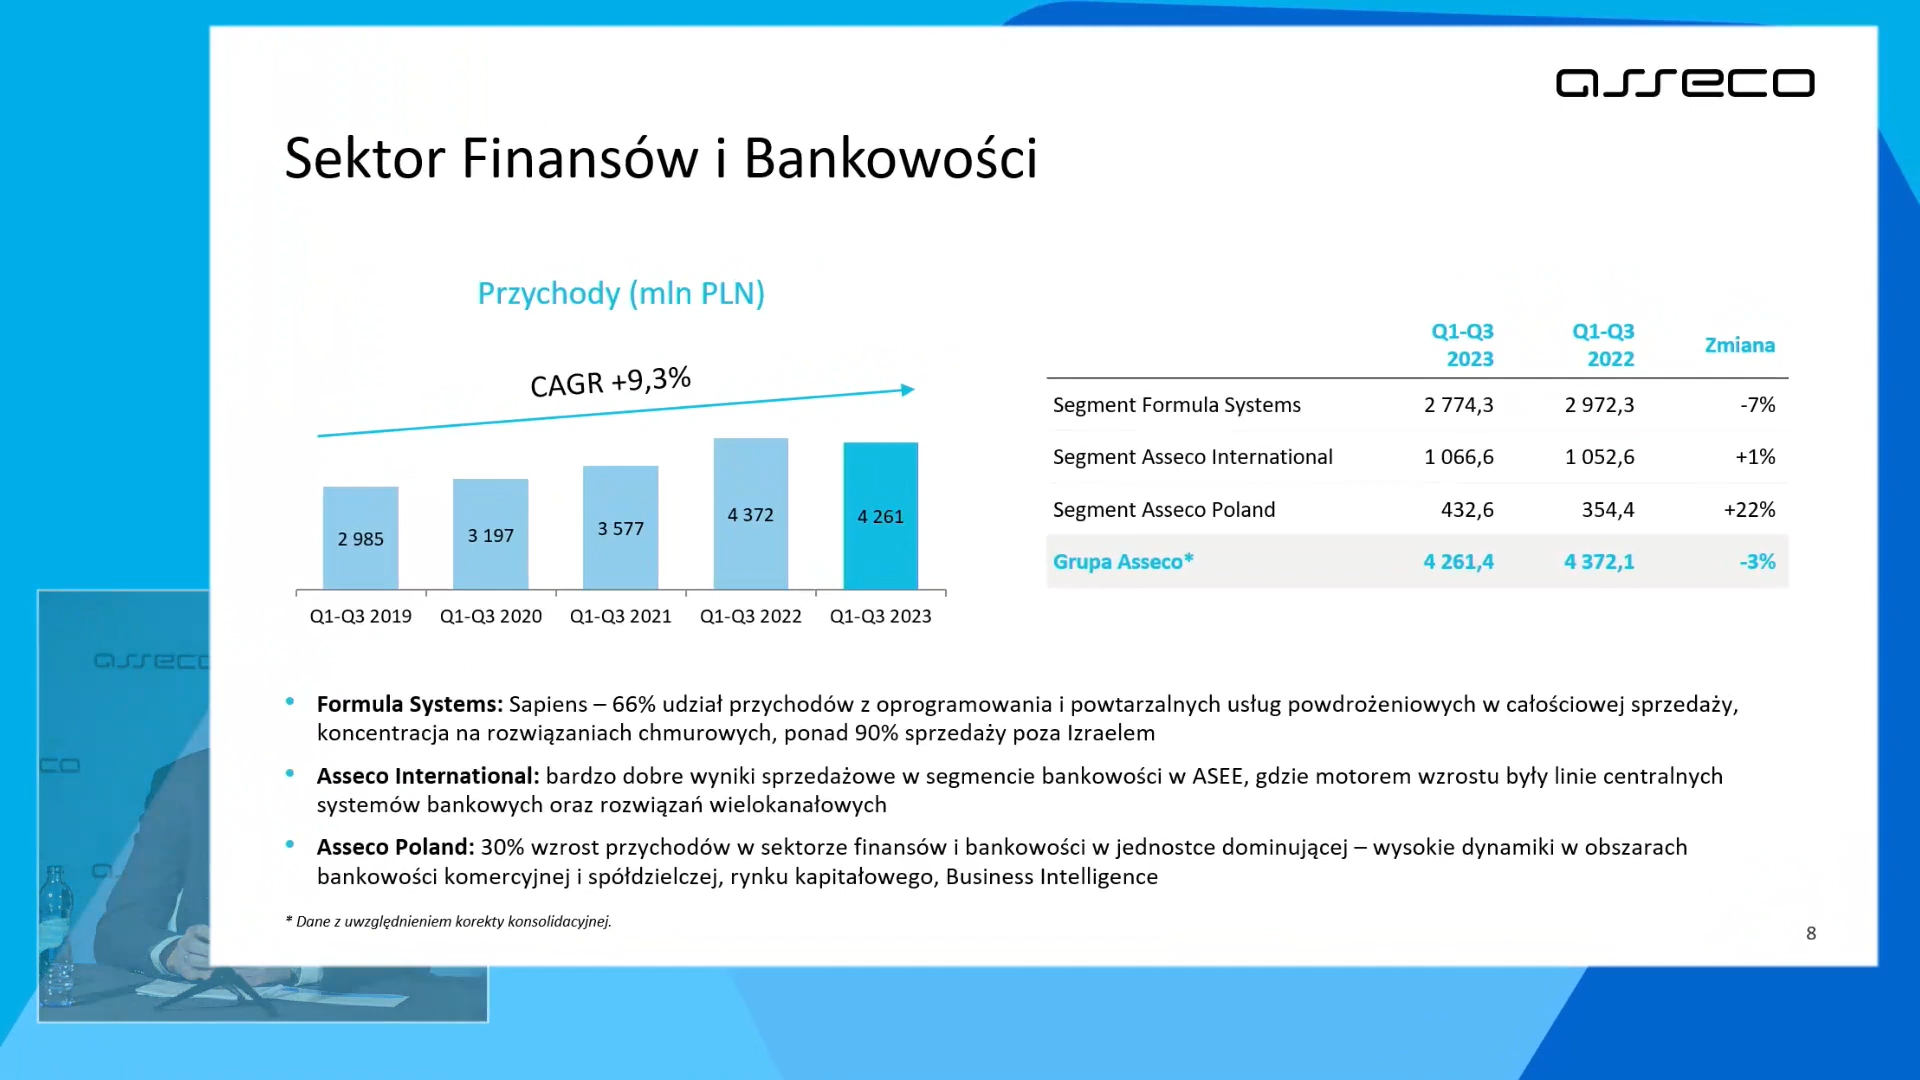 asseco
Sektor Finansów i Bankowości
Przychody (mln PLN)
CAGR +9,3%
2 985
3 197
3 577
4 372
4 261
Q1-Q3 2019
Q1-Q3 2020
Q1-Q3 2021
Q1-Q3 2022
Q1-Q3 2023
Q1-Q3 2023 Q1-Q3 2022 Zmiana
Segment Formula Systems 2 774,3 2 972,3 -7%
Segment Asseco International 1 066,6 1 052,6 +1%
Segment Asseco Poland 432,6 354,4 +22%
Grupa Asseco* 4 261,4 4 372,1 -3%
• Formula Systems: Sapiens – 66% udział przychodów z oprogramowania i powtarzalnych usług powdrożeniowych w całościowej sprzedaży,
koncentracja na rozwiązaniach chmurowych, ponad 90% sprzedaży poza Izraelem
• Asseco International: bardzo dobre wyniki sprzedażowe w segmencie bankowości w ASEE, gdzie motorem wzrostu były linie centralnych
systemów bankowych oraz rozwiązań wielokanałowych
• Asseco Poland: 30% wzrost przychodów w sektorze finansów i bankowości w jednostce dominującej – wysokie dynamiki w obszarach
bankowości komercyjnej i spółdzielczej, rynku kapitałowego, Business Intelligence
* Dane z uwzględnieniem korekty konsolidacyjnej.
8